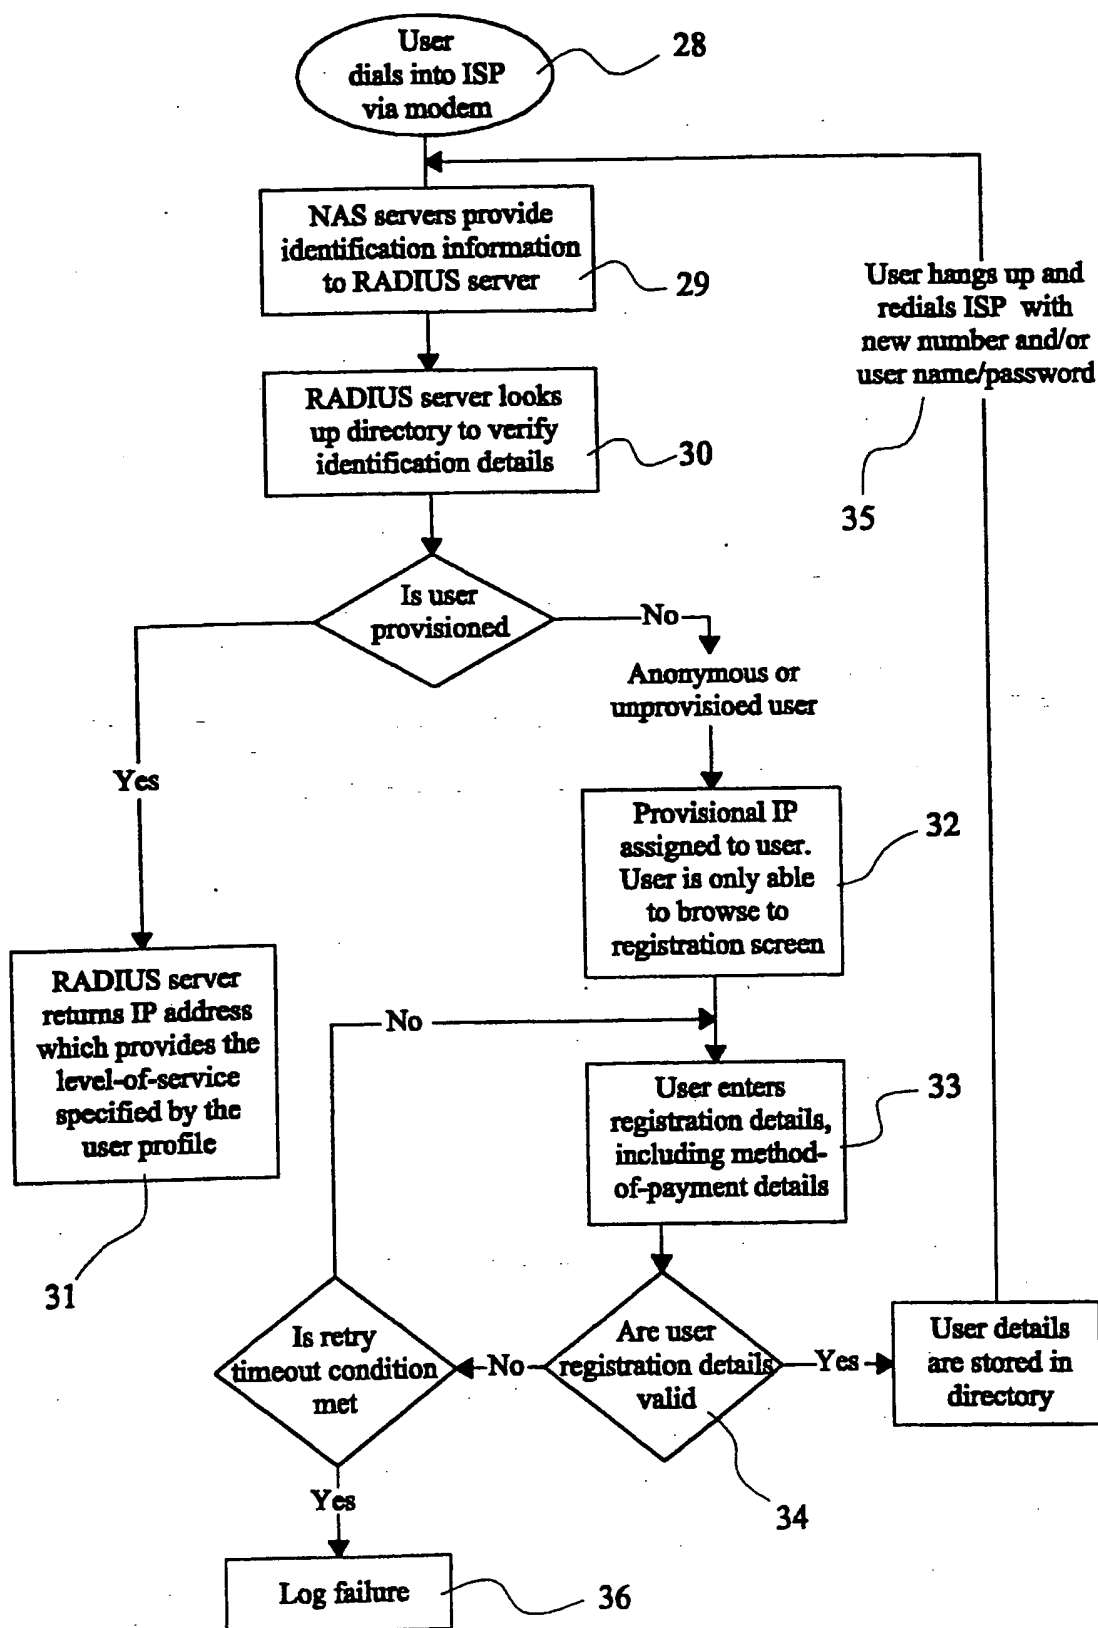 User
dials into ISP
via modem
28
NAS servers provide
identification information
to RADIUS server
29
User hangs up and
redials ISP with
new number and/or
user name/password
35
RADIUS server looks
up directory to verify
identification details
30
Is user
provisioned
No
Anonymous or
unprovisioed user
Yes
Provisional IP
assigned to user.
User is only able
to browse to
registration screen
32
RADIUS server
returns IP address
which provides the
level-of-service
specified by the
user profile
31
No
User enters
registration details,
including method-
of-payment details
33
Are user
registration details
valid
34
Yes
User details
are stored in
directory
No
Is retry
timeout condition
met
Yes
Log failure
36